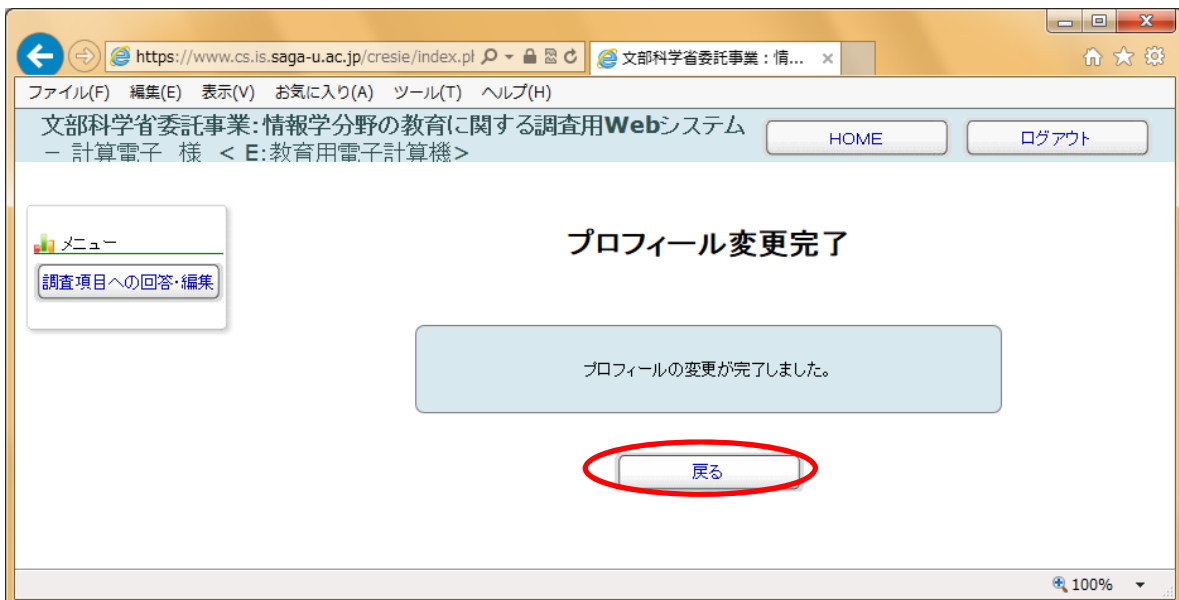 https://www.cs.is.saga-u.ac.jp/cresie/index.pl
文部科学省委託事業：情...
ファイル(F) 編集(E) 表示(V) お気に入り(A) ツール(T) ヘルプ(H)
文部科学省委託事業:情報学分野の教育に関する調査用Webシステム
－ 計算電子 様 < E:教育用電子計算機>
HOME
ログアウト
メニュー
調査項目への回答・編集
プロフィール変更完了
プロフィールの変更が完了しました。
戻る
100%